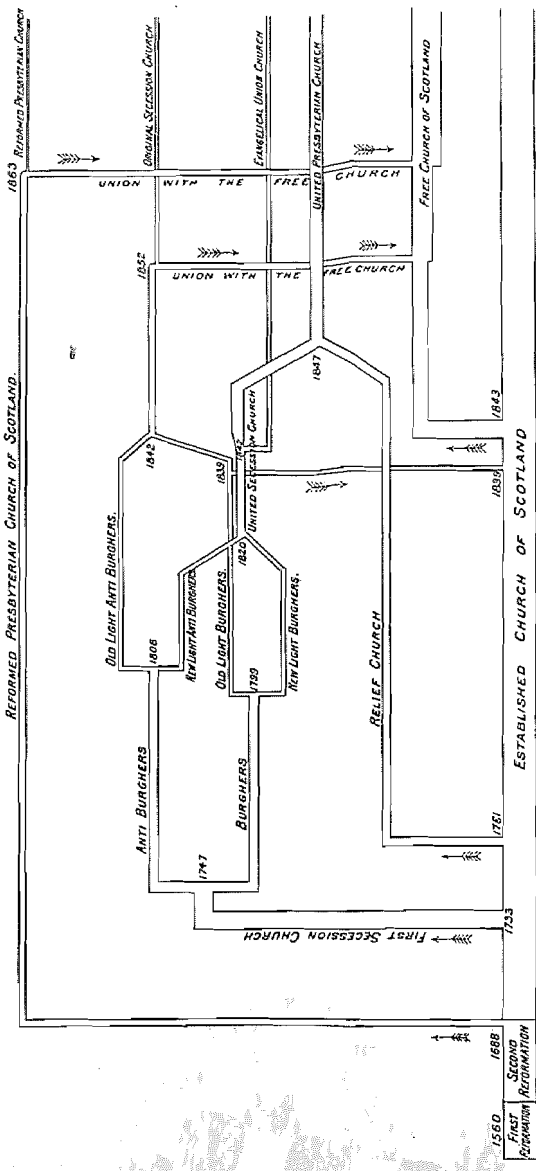 REFORMED PRESBYTERIAN CHURCH OF SCOTLAND.
1863
REFORMED PRESBYTERIAN CHURCH
UNION WITH THE FREE CHURCH
ORIGINAL SECESSION CHURCH
1852
UNION WITH THE FREE CHURCH
EVANGELICAL UNION CHURCH
UNITED PRESBYTERIAN CHURCH
FREE CHURCH OF SCOTLAND
OLD LIGHT ANTI BURGHERS.
1842
1839
1806
NEW LIGHT ANTI BURGHERS
ANTI BURGHERS
OLD LIGHT BURGHERS.
1820
UNITED SECESSION CHURCH
1847
1799
NEW LIGHT BURGHERS.
BURGHERS
1747
RELIEF CHURCH
FIRST SECESSION CHURCH
1560
1688
1733
1761
1839
1843
FIRST
REFORMATION
SECOND
REFORMATION
ESTABLISHED CHURCH OF SCOTLAND